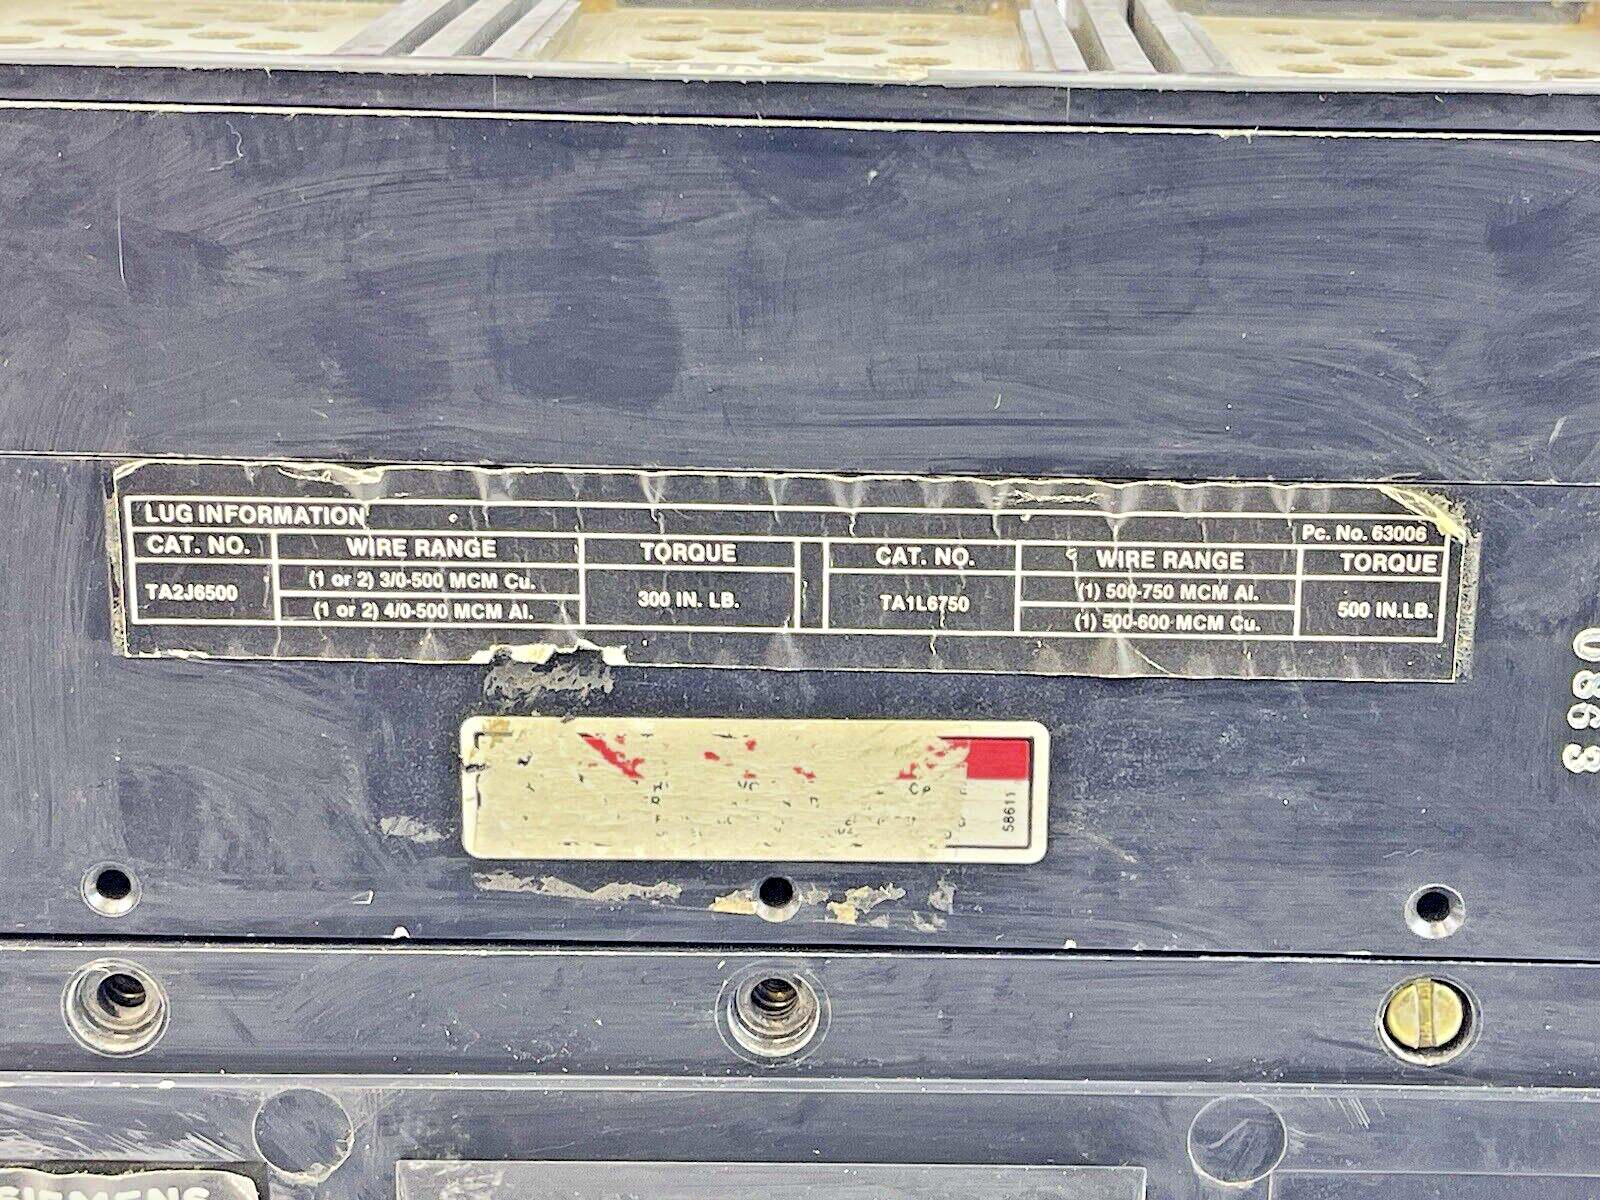 LUG INFORMATION
Pc. No. 63006
CAT. NO. WIRE RANGE TORQUE CAT. NO. WIRE RANGE TORQUE
TA2J6500 (1 or 2) 3/0-500 MCM Cu. 300 IN. LB. TA1L6750 (1) 500-750 MCM Al. 500 IN.LB.
(1 or 2) 4/0-500 MCM Al. (1) 500-600 MCM Cu.
58611
SIEMENS